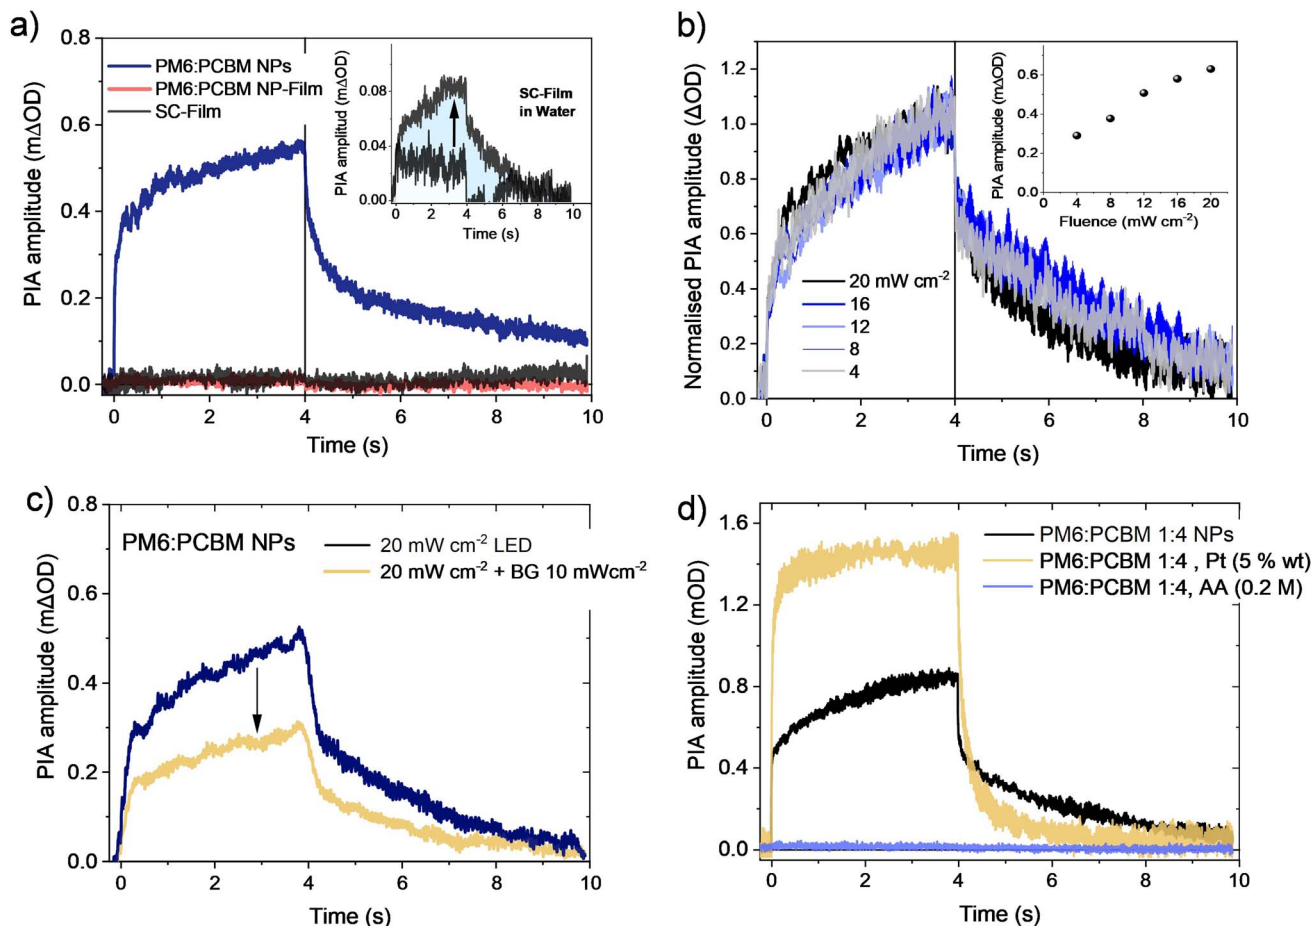 a)
PIA amplitude (mΔOD)
0.8
0.6
0.4
0.2
0.0
PM6:PCBM NPs
PM6:PCBM NP-Film
SC-Film
PIA amplitud (mΔOD)
0.08
0.04
0.00
SC-Film
in Water
0 2 4 6 8 10
Time (s)
0 2 4 6 8 10
Time (s)
b)
Normalised PIA amplitude (ΔOD)
1.2
1.0
0.8
0.6
0.4
0.2
0.0
20 mW cm-2
16
12
8
4
PIA amplitude (mΔOD)
0.6
0.4
0.2
0.0
4 8 12 16 20
Fluence (mW cm-2)
0 2 4 6 8 10
Time (s)
c)
PIA amplitude (mΔOD)
0.8
0.6
0.4
0.2
0.0
PM6:PCBM NPs
20 mW cm-2 LED
20 mW cm-2 + BG 10 mWcm-2
0 2 4 6 8 10
Time (s)
d)
PIA amplitude (mOD)
1.6
1.2
0.8
0.4
0.0
PM6:PCBM 1:4 NPs
PM6:PCBM 1:4 , Pt (5 % wt)
PM6:PCBM 1:4, AA (0.2 M)
0 2 4 6 8 10
Time (s)